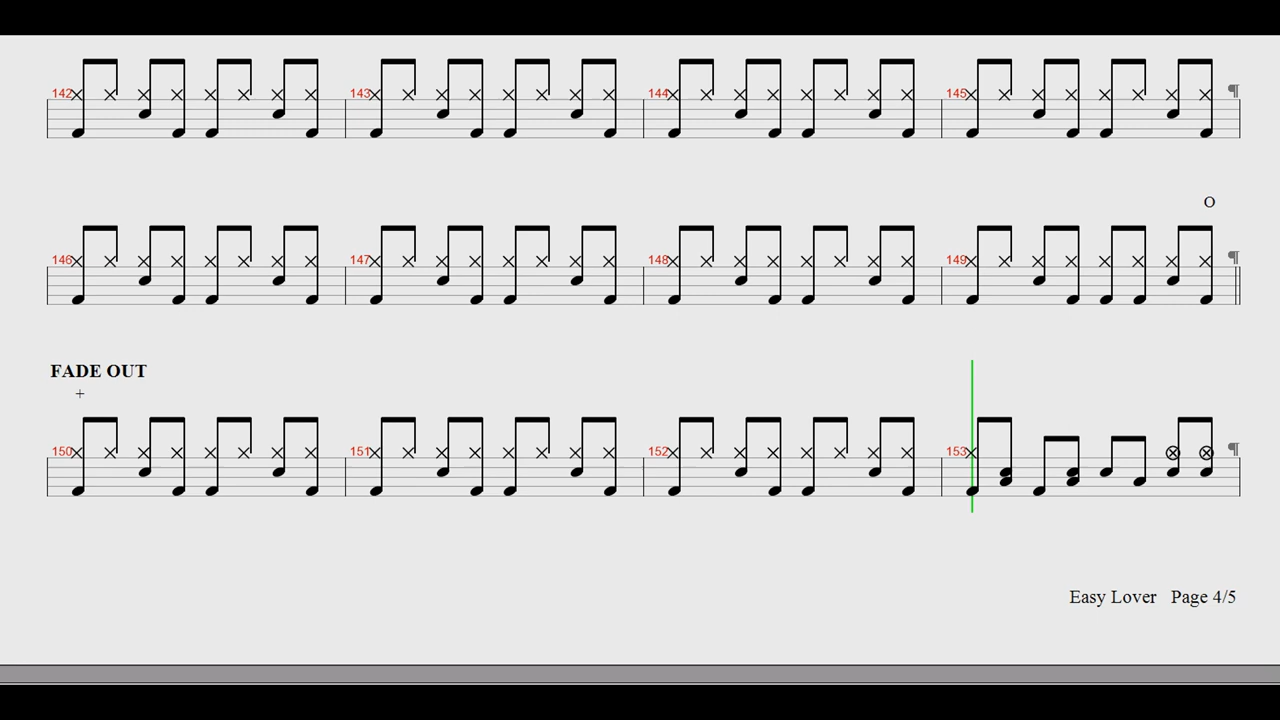 142 143 144 145 ¶
O
146 147 148 149 ¶
FADE OUT
+
150 151 152 153 ¶
Easy Lover Page 4/5